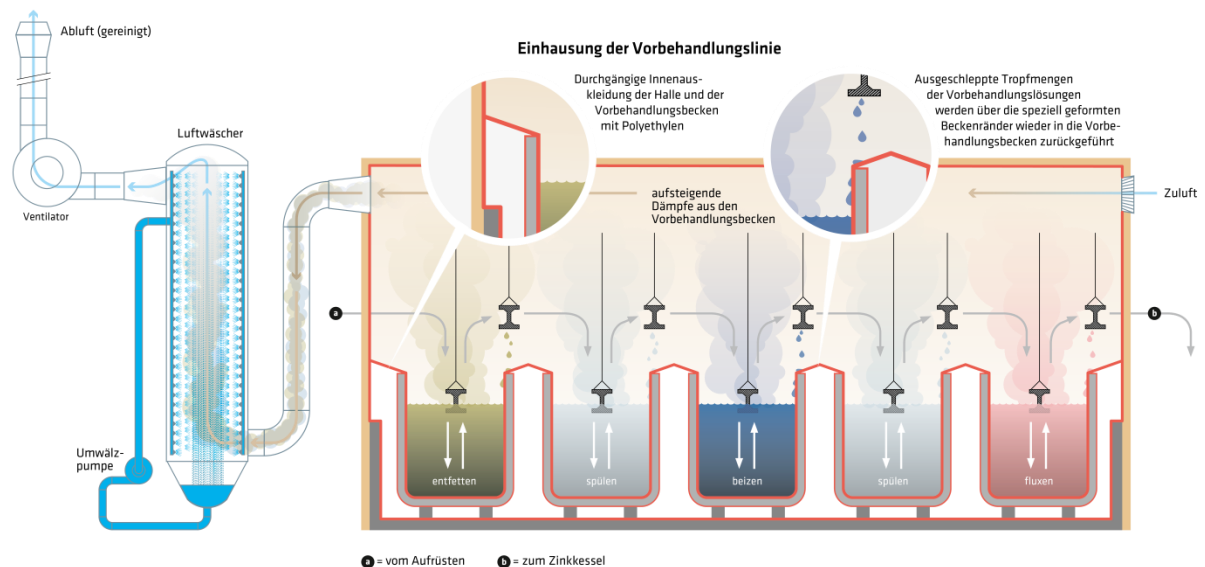 Abluft (gereinigt)
Einhausung der Vorbehandlungslinie
Durchgängige Innenaus-
kleidung der Halle und der
Vorbehandlungsbecken
mit Polyethylen
Ausgeschleppte Tropfmengen
der Vorbehandlungslösungen
werden über die speziell geformten
Beckenränder wieder in die Vorbe-
handlungsbecken zurückgeführt
Luftwäscher
Ventilator
aufsteigende
Dämpfe aus den
Vorbehandlungsbecken
Zuluft
a
b
Umwälz-
pumpe
entfetten
spülen
beizen
spülen
fluxen
a = vom Aufrüsten
b = zum Zinkkessel